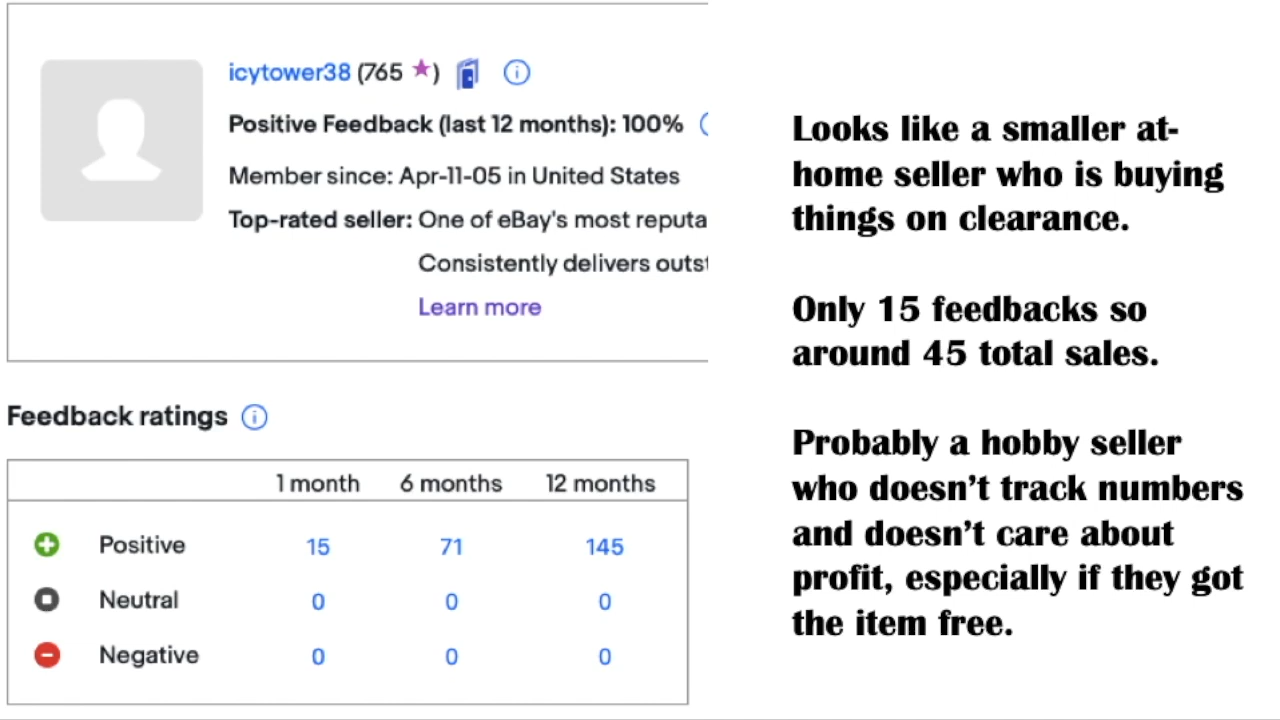 icytower38 (765 ★)
Positive Feedback (last 12 months): 100%
Member since: Apr-11-05 in United States
Top-rated seller: One of eBay's most
Consistently delivers
Learn more
Feedback ratings
1 month 6 months 12 months
Positive 15 71 145
Neutral 0 0 0
Negative 0 0 0
Looks like a smaller at-
home seller who is buying
things on clearance.
Only 15 feedbacks so
around 45 total sales.
Probably a hobby seller
who doesn't track numbers
and doesn't care about
profit, especially if they got
the item free.